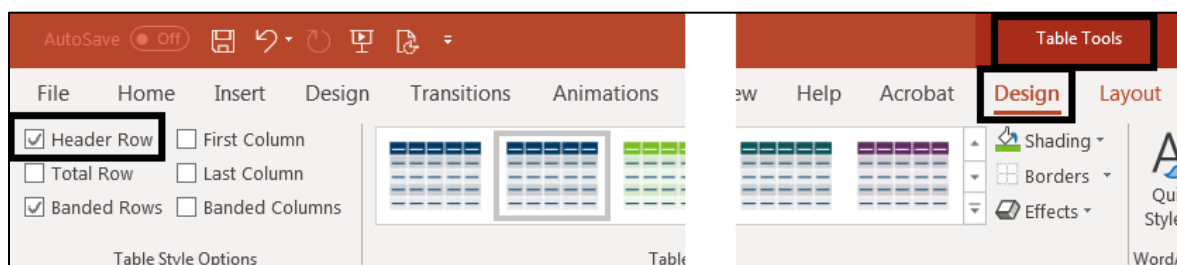 AutoSave Off
Table Tools
File Home Insert Design Transitions Animations Help Acrobat Design Layout
Header Row First Column
Shading
Total Row Last Column
Borders
Banded Rows Banded Columns
Effects
Table Style Options
Table